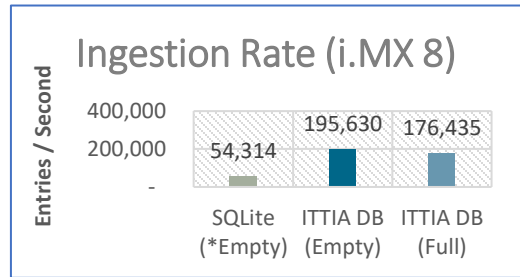 Ingestion Rate (i.MX 8)
Entries / Second
400,000
200,000
-
54,314
195,630
176,435
SQLite
(*Empty)
ITTIA DB
(Empty)
ITTIA DB
(Full)